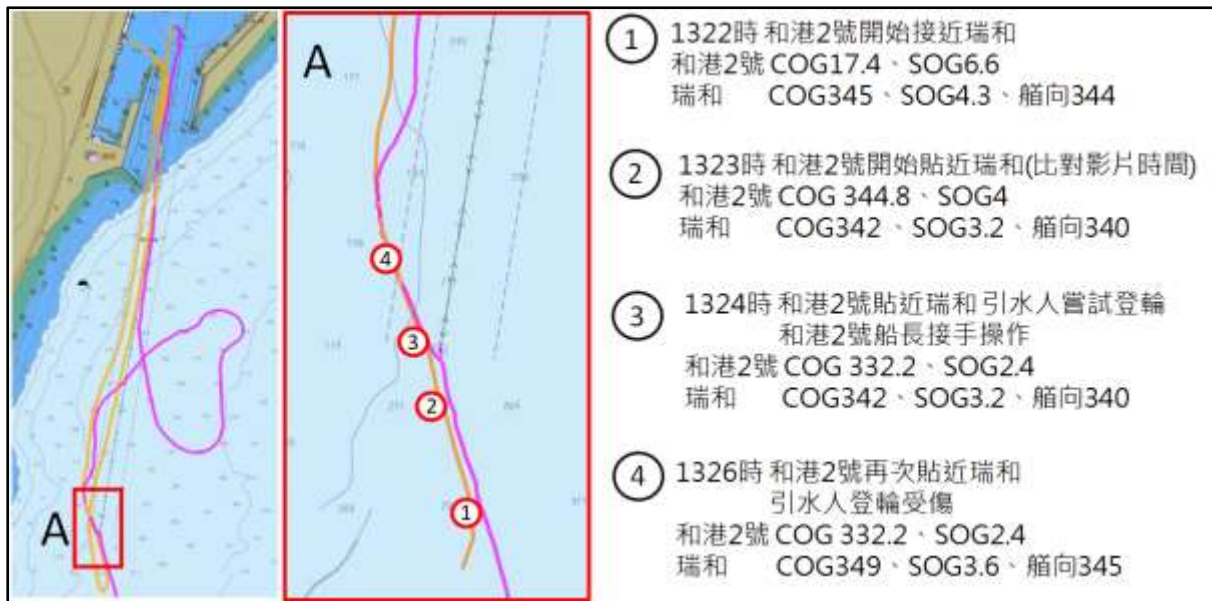 A
A
①
②
③
④
① 1322時 和港2號開始接近瑞和
和港2號 COG17.4、SOG6.6
瑞和 COG345、SOG4.3、艏向344
② 1323時 和港2號開始貼近瑞和(比對影片時間)
和港2號 COG 344.8、SOG4
瑞和 COG342、SOG3.2、艏向340
③ 1324時 和港2號貼近瑞和 引水人嘗試登輪
和港2號船長接手操作
和港2號 COG 332.2、SOG2.4
瑞和 COG342、SOG3.2、艏向340
④ 1326時 和港2號再次貼近瑞和
引水人登輪受傷
和港2號 COG 332.2、SOG2.4
瑞和 COG349、SOG3.6、艏向345